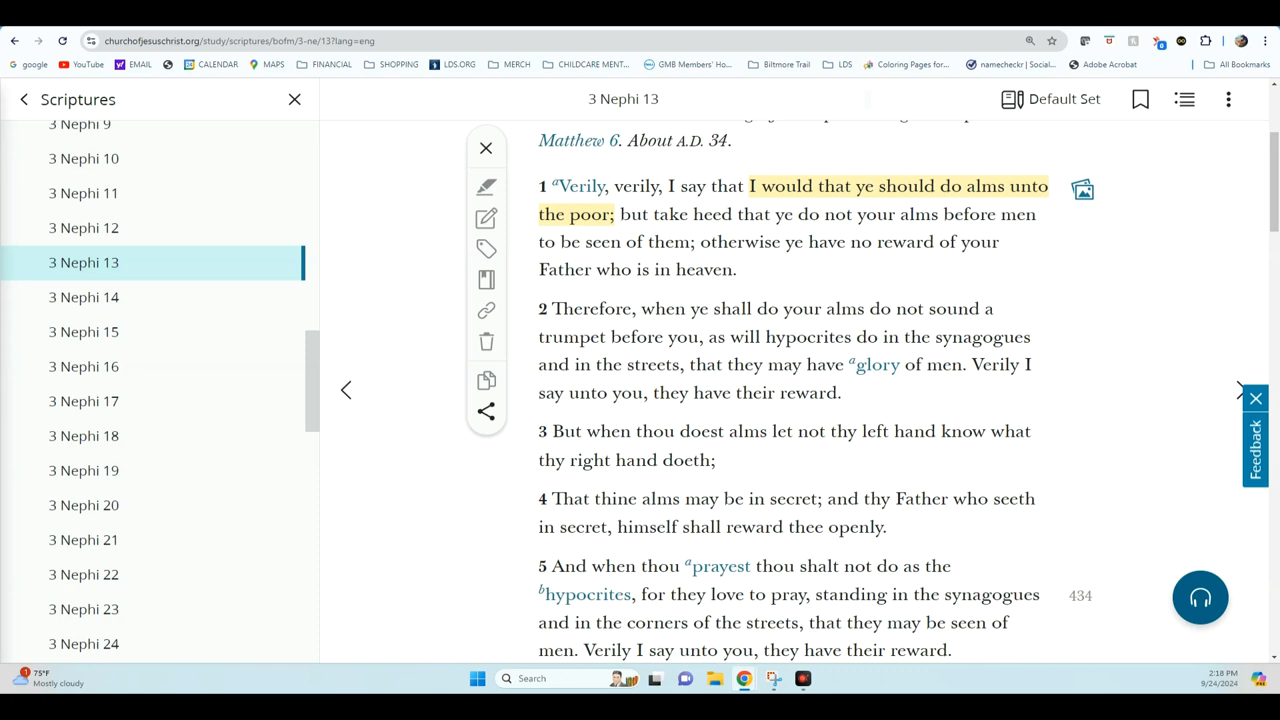 churchofjesuschrist.org/study/scriptures/bofm/3-ne/13?lang=eng
google YouTube EMAIL CALENDAR MAPS FINANCIAL SHOPPING LDS.ORG MERCH CHILDCARE MENT... GMB Members' Ho... Biltmore Trail LDS Coloring Pages for... namecheckr | Social... Adobe Acrobat All Bookmarks
Scriptures
3 Nephi 13
Default Set
3 Nephi 9
3 Nephi 10
3 Nephi 11
3 Nephi 12
3 Nephi 13
3 Nephi 14
3 Nephi 15
3 Nephi 16
3 Nephi 17
3 Nephi 18
3 Nephi 19
3 Nephi 20
3 Nephi 21
3 Nephi 22
3 Nephi 23
3 Nephi 24
Matthew 6. About A.D. 34.
1 aVerily, verily, I say that I would that ye should do alms unto
the poor; but take heed that ye do not your alms before men
to be seen of them; otherwise ye have no reward of your
Father who is in heaven.
2 Therefore, when ye shall do your alms do not sound a
trumpet before you, as will hypocrites do in the synagogues
and in the streets, that they may have aglory of men. Verily I
say unto you, they have their reward.
3 But when thou doest alms let not thy left hand know what
thy right hand doeth;
4 That thine alms may be in secret; and thy Father who seeth
in secret, himself shall reward thee openly.
5 And when thou aprayest thou shalt not do as the
bhypocrites, for they love to pray, standing in the synagogues
and in the corners of the streets, that they may be seen of
men. Verily I say unto you, they have their reward.
434
Feedback
1
75°F
Mostly cloudy
Search
2:18 PM
9/24/2024